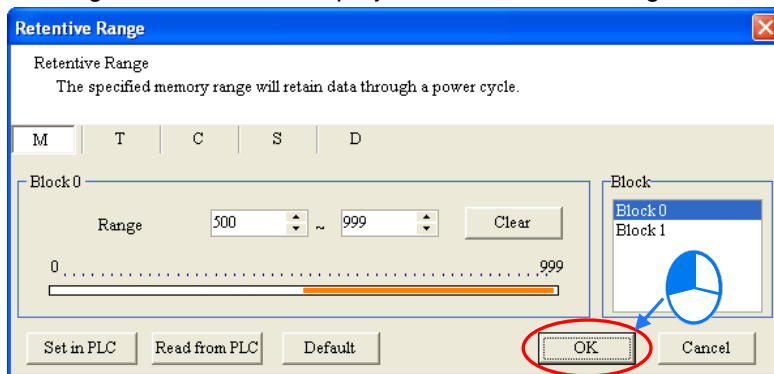 Retentive Range
Retentive Range
The specified memory range will retain data through a power cycle.
M T C S D
Block 0
Range 500 ~ 999 Clear
0 999
Block
Block 0
Block 1
Set in PLC Read from PLC Default OK Cancel